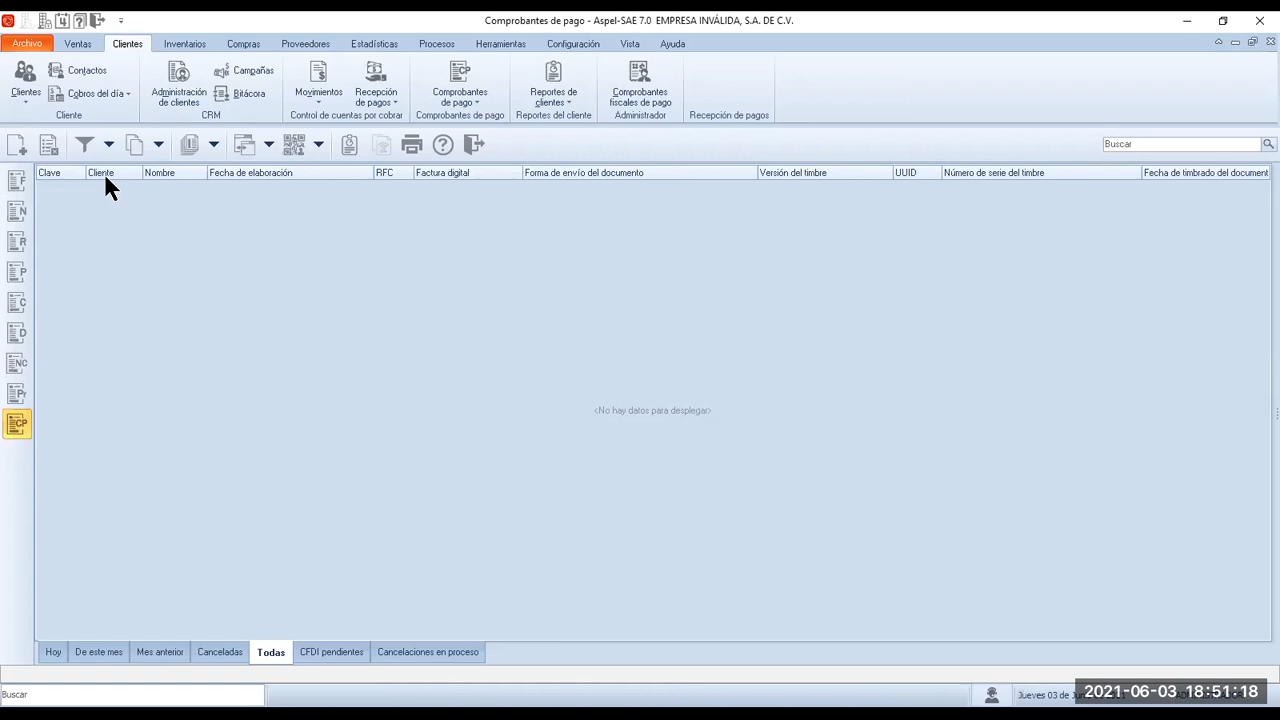 Comprobantes de pago - Aspel-SAE 7.0 EMPRESA INVÁLIDA, S.A. DE C.V.
Archivo Ventas Clientes Inventarios Compras Proveedores Estadísticas Procesos Herramientas Configuración Vista Ayuda
Clientes
Contactos
Cobros del día
Cliente
Administración de clientes
Campañas
Bitácora
CRM
Movimientos
Recepción de pagos
Control de cuentas por cobrar
Comprobantes de pago
Comprobantes de pago
Reportes de clientes
Reportes del cliente
Comprobantes fiscales de pago
Administrador
Recepción de pagos
Buscar
Clave Cliente Nombre Fecha de elaboración RFC Factura digital Forma de envío del documento Versión del timbre UUID Número de serie del timbre Fecha de timbrado del document
F
N
R
P
C
D
NC
CP
<No hay datos para desplegar>
Hoy De este mes Mes anterior Canceladas Todas CFDI pendientes Cancelaciones en proceso
Buscar
Jueves 03 de
2021-06-03 18:51:18